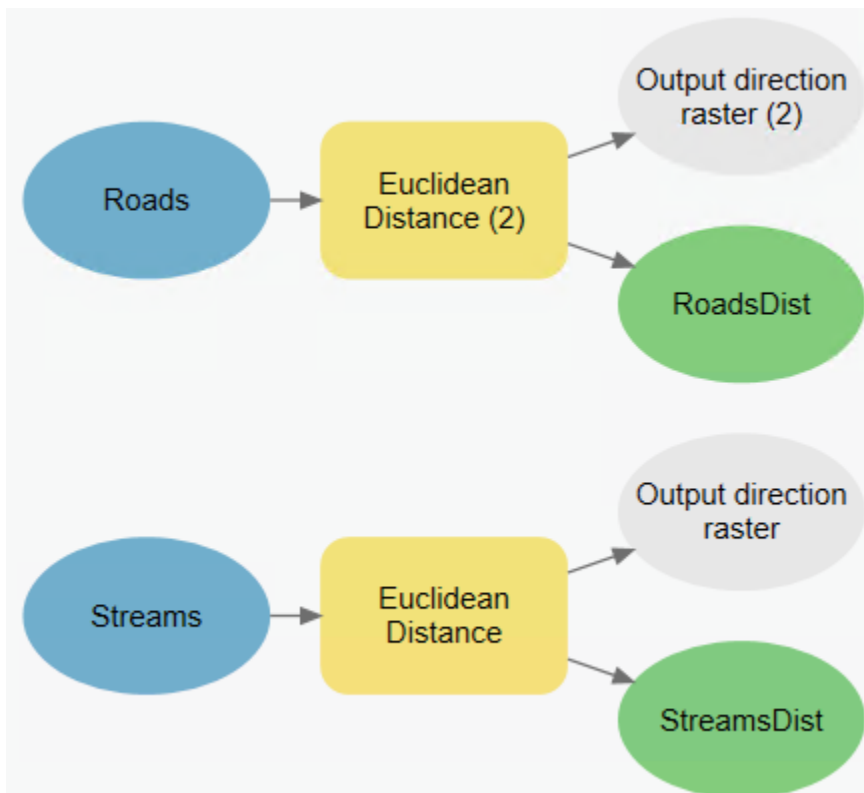 Output direction
raster (2)
Roads
Euclidean
Distance (2)
RoadsDist
Output direction
raster
Streams
Euclidean
Distance
StreamsDist